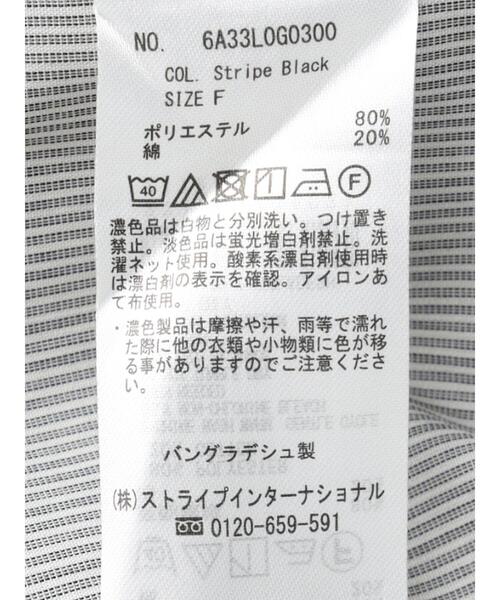 NO. 6A33L0G0300
COL. Stripe Black
SIZE F
ポリエステル 80%
綿 20%
40 F
濃色品は白物と分別洗い。つけ置き
禁止。淡色品は蛍光増白剤禁止。洗
濯ネット使用。酸素系漂白剤使用時
は漂白剤の表示を確認。アイロンあ
て布使用。
・濃色製品は摩擦や汗、雨等で濡れ
た際に他の衣類や小物類に色が移
る事がありますのでご注意くださ
い。
バングラデシュ製
(株)ストライプインターナショナル
0120-659-591